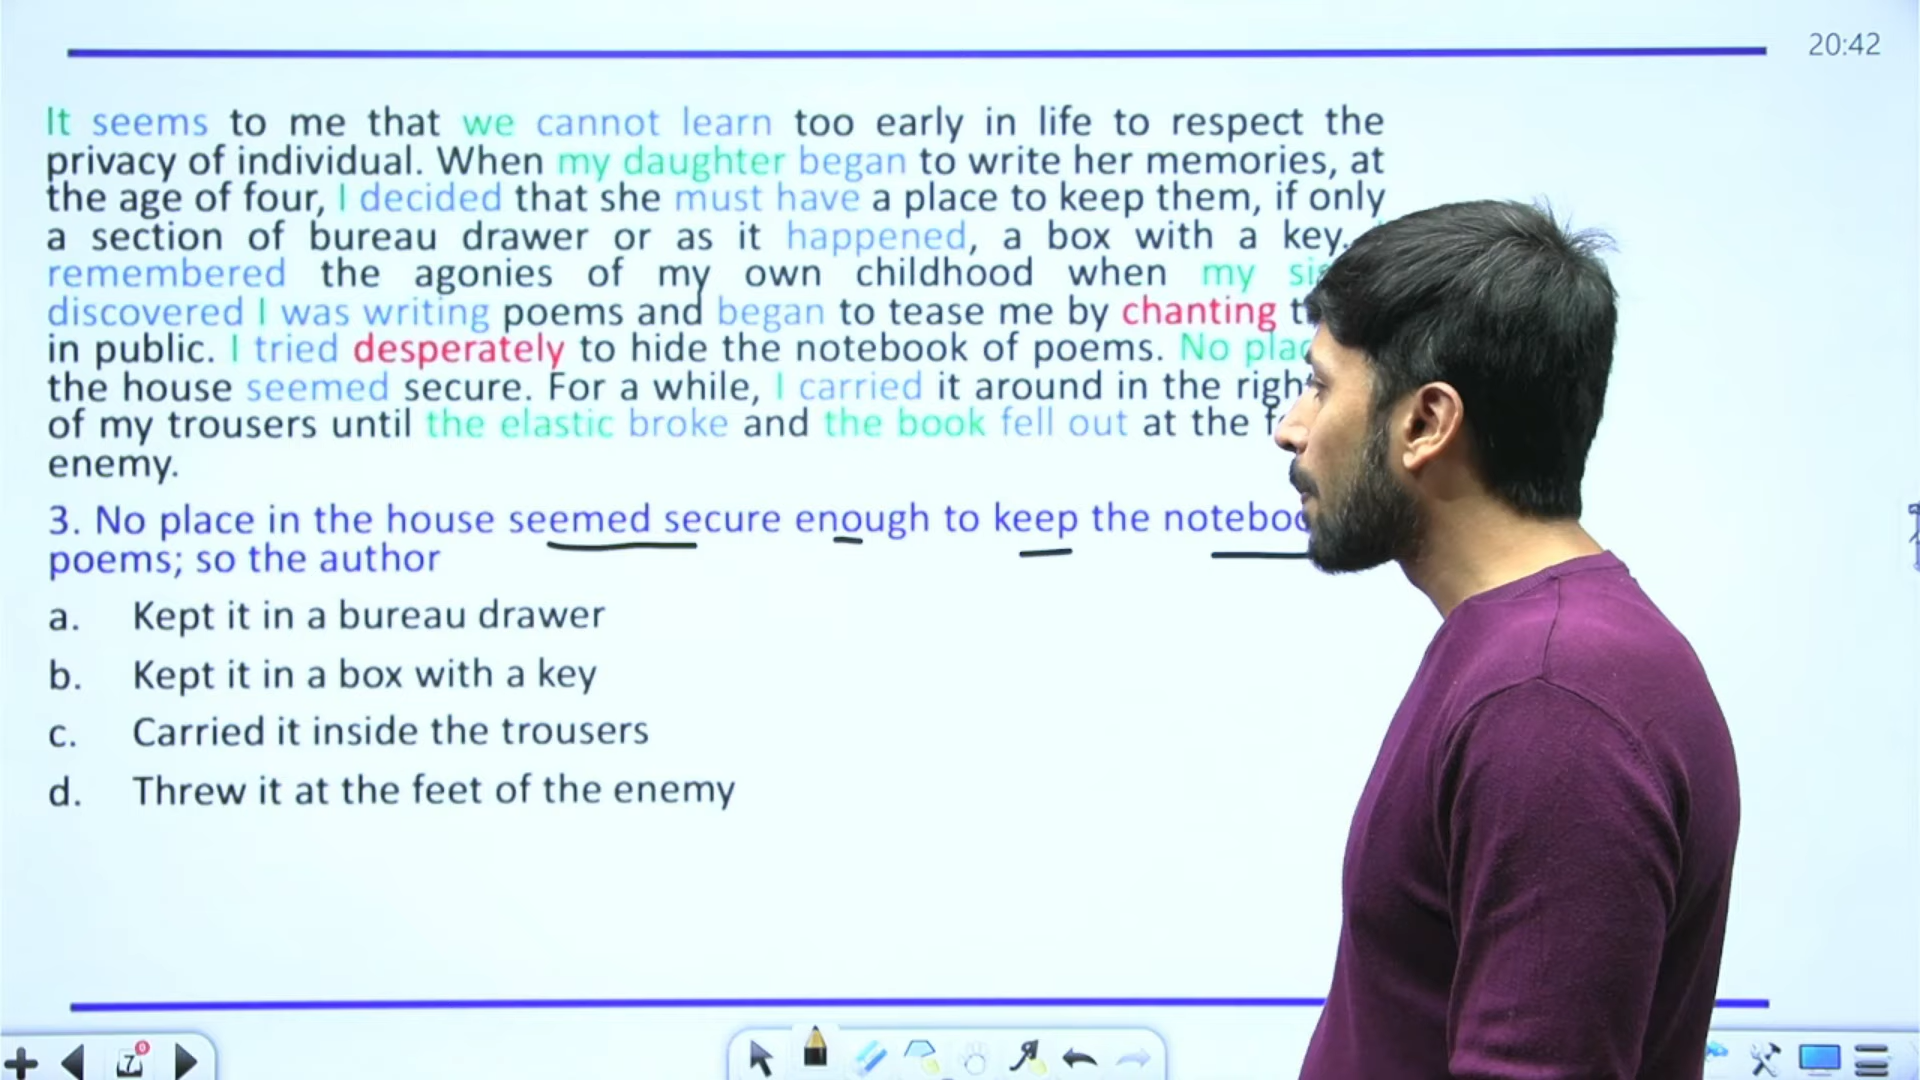 20:42
It seems to me that we cannot learn too early in life to respect the
privacy of individual. When my daughter began to write her memories, at
the age of four, I decided that she must have a place to keep them, if only
a section of bureau drawer or as it happened, a box with a key.
remembered the agonies of my own childhood when my
discovered I was writing poems and began to tease me by chanting
in public. I tried desperately to hide the notebook of poems. No
the house seemed secure. For a while, I carried it around in the
of my trousers until the elastic broke and the book fell out at the
enemy.
3. No place in the house seemed secure enough to keep the
poems; so the author
a. Kept it in a bureau drawer
b. Kept it in a box with a key
c. Carried it inside the trousers
d. Threw it at the feet of the enemy
7
0